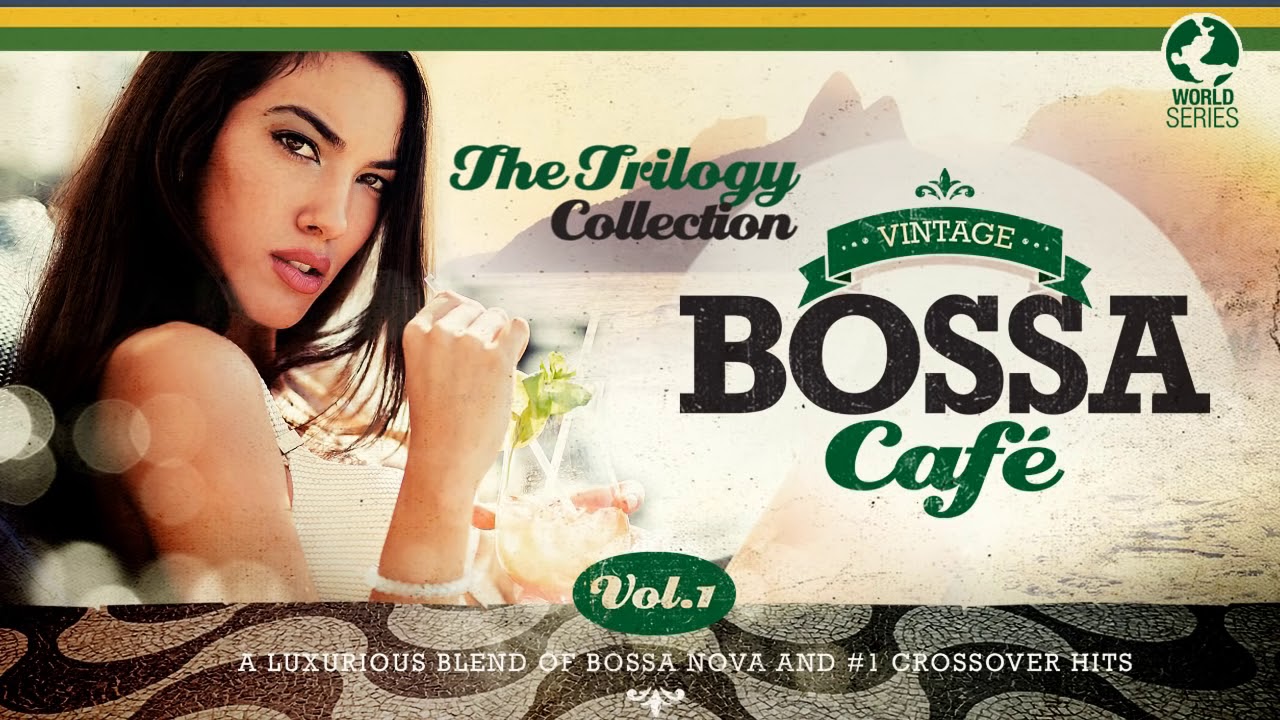 The Trilogy
Collection
WORLD
SERIES
VINTAGE
BOSSA
Café
Vol.1
A LUXURIOUS BLEND OF BOSSA NOVA AND #1 CROSSOVER HITS